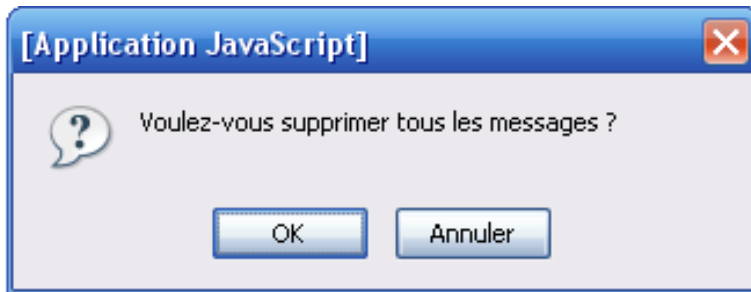 [Application JavaScript]
Voulez-vous supprimer tous les messages ?
OK Annuler